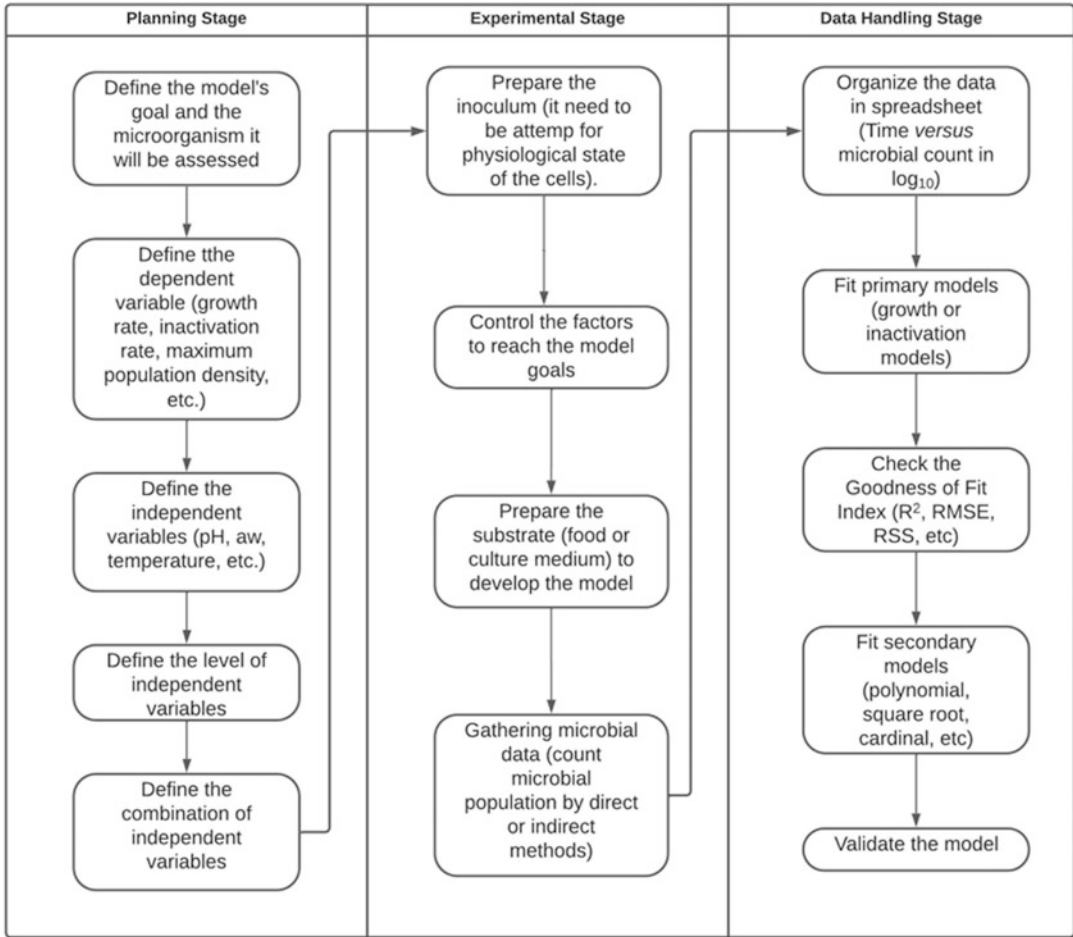 Planning Stage
Define the model's
goal and the
microorganism it
will be assessed
Define tthe
dependent
variable (growth
rate, inactivation
rate, maximum
population density,
etc.)
Define the
independent
variables (pH, aw,
temperature, etc.)
Define the level of
independent
variables
Define the
combination of
independent
variables
Experimental Stage
Prepare the
inoculum (it need to
be attemp for
physiological state
of the cells).
Control the factors
to reach the model
goals
Prepare the
substrate (food or
culture medium) to
develop the model
Gathering microbial
data (count
microbial
population by direct
or indirect
methods)
Data Handling Stage
Organize the data
in spreadsheet
(Time versus
microbial count in
log₁₀)
Fit primary models
(growth or
inactivation
models)
Check the
Goodness of Fit
Index (R², RMSE,
RSS, etc)
Fit secondary
models
(polynomial,
square root,
cardinal, etc)
Validate the model